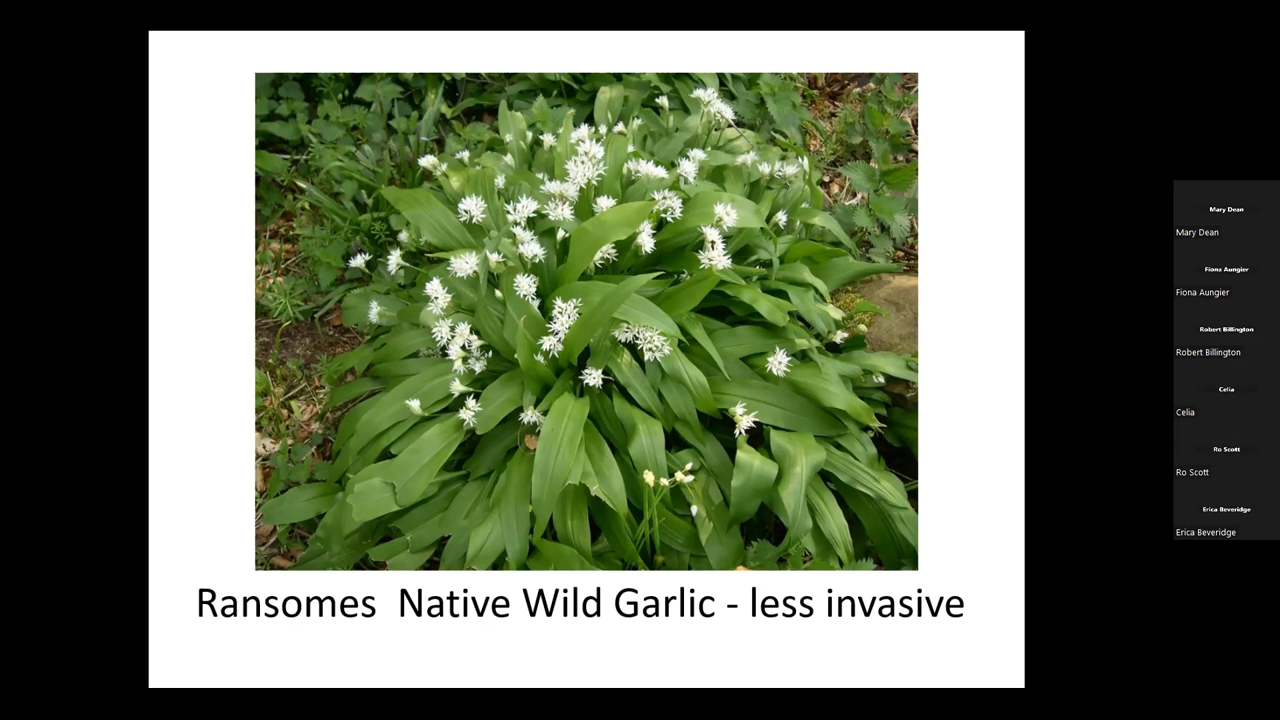 Ransomes  Native Wild Garlic - less invasive
Mary Dean
Mary Dean
Fiona Aungier
Fiona Aungier
Robert Billington
Robert Billington
Celia
Celia
Ro Scott
Ro Scott
Erica Beveridge
Erica Beveridge